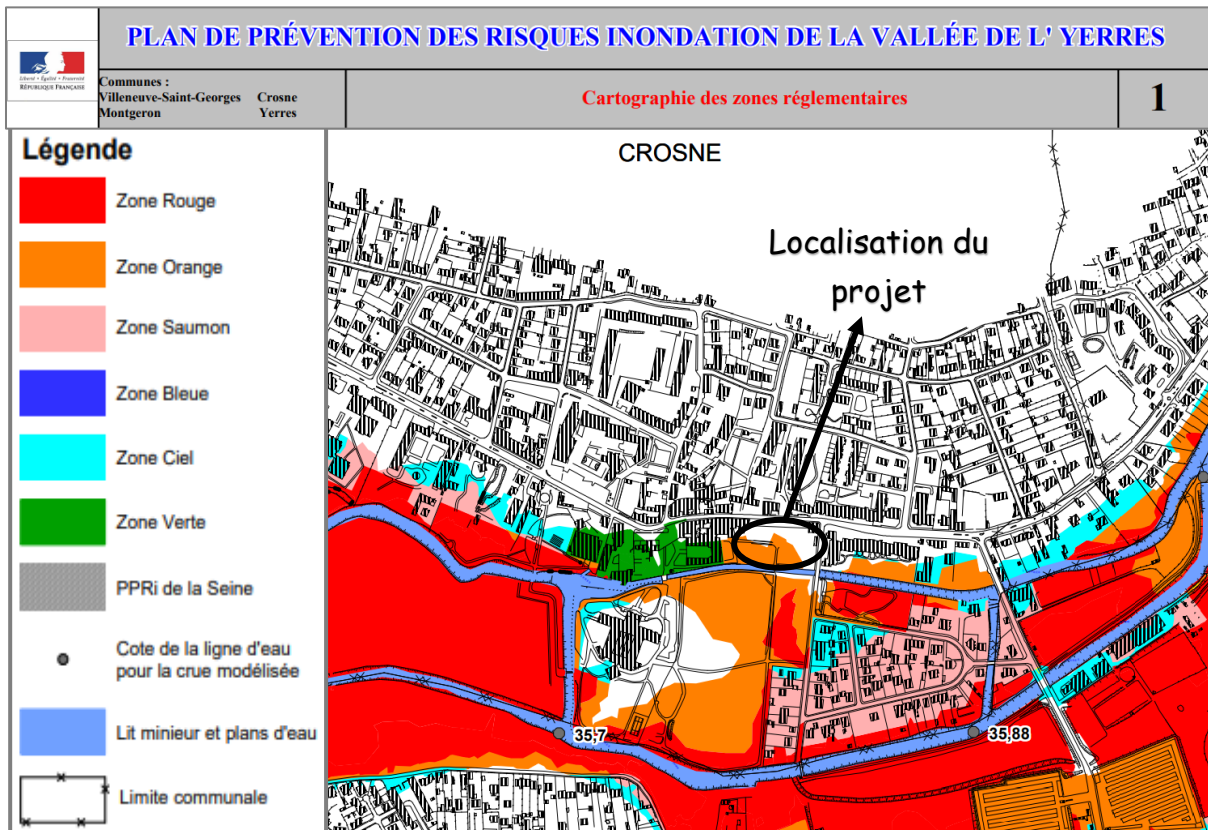 PLAN DE PRÉVENTION DES RISQUES INONDATION DE LA VALLÉE DE L' YERRES
Liberté • Égalité • Fraternité
RÉPUBLIQUE FRANÇAISE
Communes :
Villeneuve-Saint-Georges Crosne
Montgeron Yerres
Cartographie des zones réglementaires
1
Légende
Zone Rouge
Zone Orange
Zone Saumon
Zone Bleue
Zone Ciel
Zone Verte
PPRi de la Seine
Cote de la ligne d'eau
pour la crue modélisée
Lit mineur et plans d'eau
Limite communale
CROSNE
Localisation du
projet
35,7
35,88